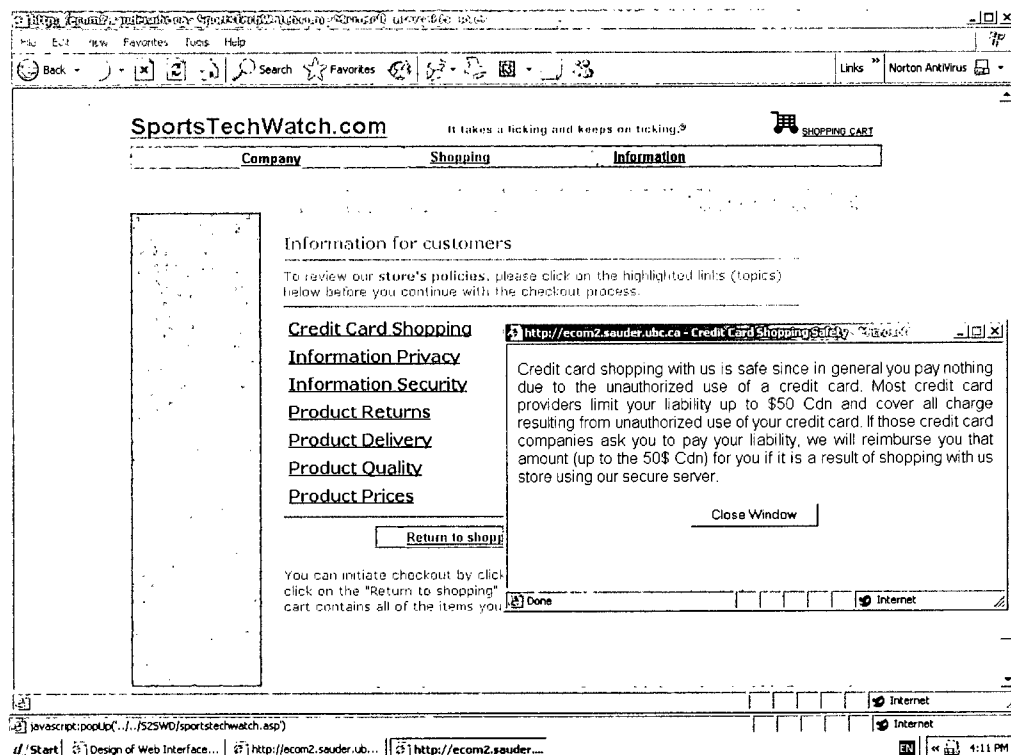 Favorites Help
Back Search Favorites Links » Norton AntiVirus
SportsTechWatch.com It takes a licking and keeps on ticking. SHOPPING CART
Company Shopping Information
Information for customers
To review our store's policies, please click on the highlighted links (topics)
below before you continue with the checkout process.
Credit Card Shopping
Information Privacy
Information Security
Product Returns
Product Delivery
Product Quality
Product Prices
Return to shopp
You can initiate checkout by click
click on the "Return to shopping"
cart contains all of the items you
http://ecom2.sauder.ubc.ca - Credit Card Shopping Safety -
Credit card shopping with us is safe since in general you pay nothing
due to the unauthorized use of a credit card. Most credit card
providers limit your liability up to $50 Cdn and cover all charge
resulting from unauthorized use of your credit card. If those credit card
companies ask you to pay your liability, we will reimburse you that
amount (up to the 50$ Cdn) for you if it is a result of shopping with us
store using our secure server.
Close Window
Done Internet
Internet
javascript:popUp('../../S2SWD/sportstechwatch.asp') Internet
Start Design of Web Interface... http://ecom2.sauder.ub... http://ecom2.sauder.... EN « 4:11 PM